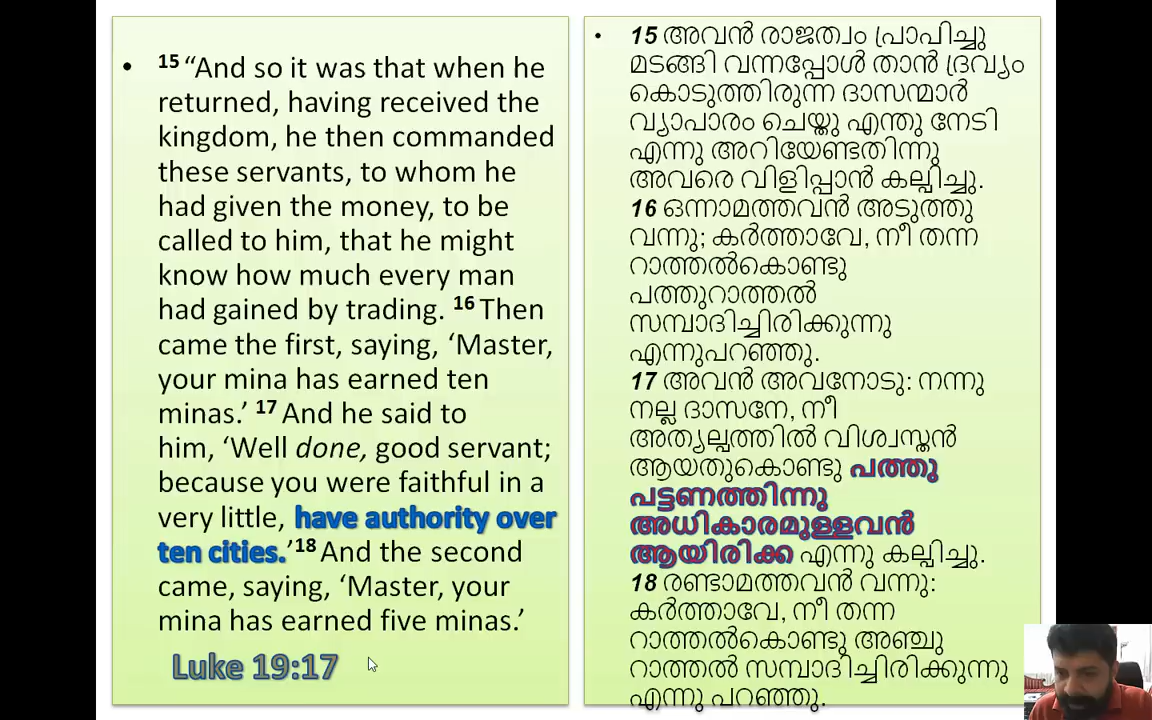 • 15 “And so it was that when he
returned, having received the
kingdom, he then commanded
these servants, to whom he
had given the money, to be
called to him, that he might
know how much every man
had gained by trading. 16 Then
came the first, saying, ‘Master,
your mina has earned ten
minas.’ 17 And he said to
him, ‘Well done, good servant;
because you were faithful in a
very little, have authority over
ten cities.’18 And the second
came, saying, ‘Master, your
mina has earned five minas.’
Luke 19:17
• 15 അവൻ രാജത്വം പ്രാപിച്ചു
മടങ്ങി വന്നപ്പോൾ താൻ ദ്രവ്യം
കൊടുത്തിരുന്ന ദാസന്മാർ
വ്യാപാരം ചെയ്തു എന്തു നേടി
എന്നു അറിയേണ്ടതിന്നു
അവരെ വിളിപ്പാൻ കല്പിച്ചു.
16 ഒന്നാമത്തവൻ അടുത്തു
വന്നു; കർത്താവേ, നീ തന്ന
റാത്തൽകൊണ്ടു
പത്തുറാത്തൽ
സമ്പാദിച്ചിരിക്കുന്നു
എന്നുപറഞ്ഞു.
17 അവൻ അവനോടു: നന്നു
നല്ല ദാസനേ, നീ
അത്യല്പത്തിൽ വിശ്വസ്തൻ
ആയതുകൊണ്ടു പത്തു
പട്ടണത്തിന്നു
അധികാരമുള്ളവൻ
ആയിരിക്ക എന്നു കല്പിച്ചു.
18 രണ്ടാമത്തവൻ വന്നു:
കർത്താവേ, നീ തന്ന
റാത്തൽകൊണ്ടു അഞ്ചു
റാത്തൽ സമ്പാദിച്ചിരിക്കുന്നു
എന്നു പറഞ്ഞു.